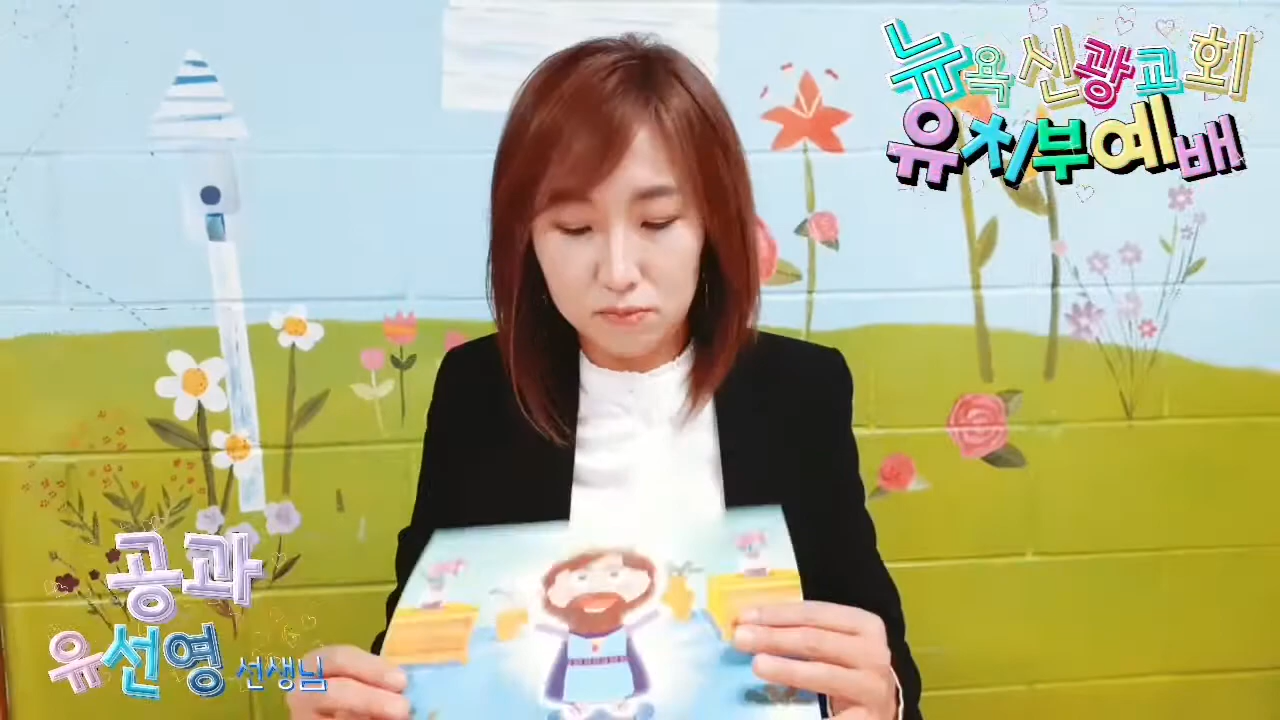 뉴욕 신광교회
유치부예배
공과
유선영 선생님